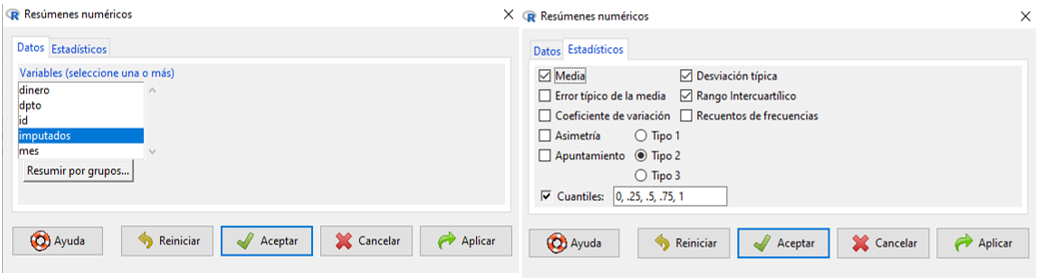 Resúmenes numéricos
Datos Estadísticos
Variables (seleccione una o más)
dinero
dpto
id
imputados
mes
Resumir por grupos...
Ayuda Reiniciar Aceptar Cancelar Aplicar
Resúmenes numéricos
Datos Estadísticos
Media Desviación típica
Error típico de la media Rango Intercuartílico
Coeficiente de variación Recuentos de frecuencias
Asimetría Tipo 1
Apuntamiento Tipo 2
Tipo 3
Cuantiles: 0, .25, .5, .75, 1
Ayuda Reiniciar Aceptar Cancelar Aplicar